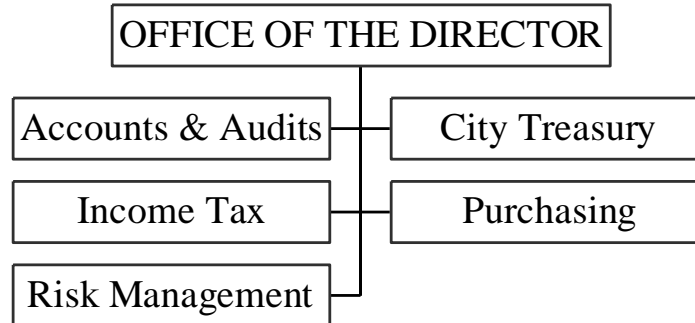 OFFICE OF THE DIRECTOR
Accounts & Audits
City Treasury
Income Tax
Purchasing
Risk Management